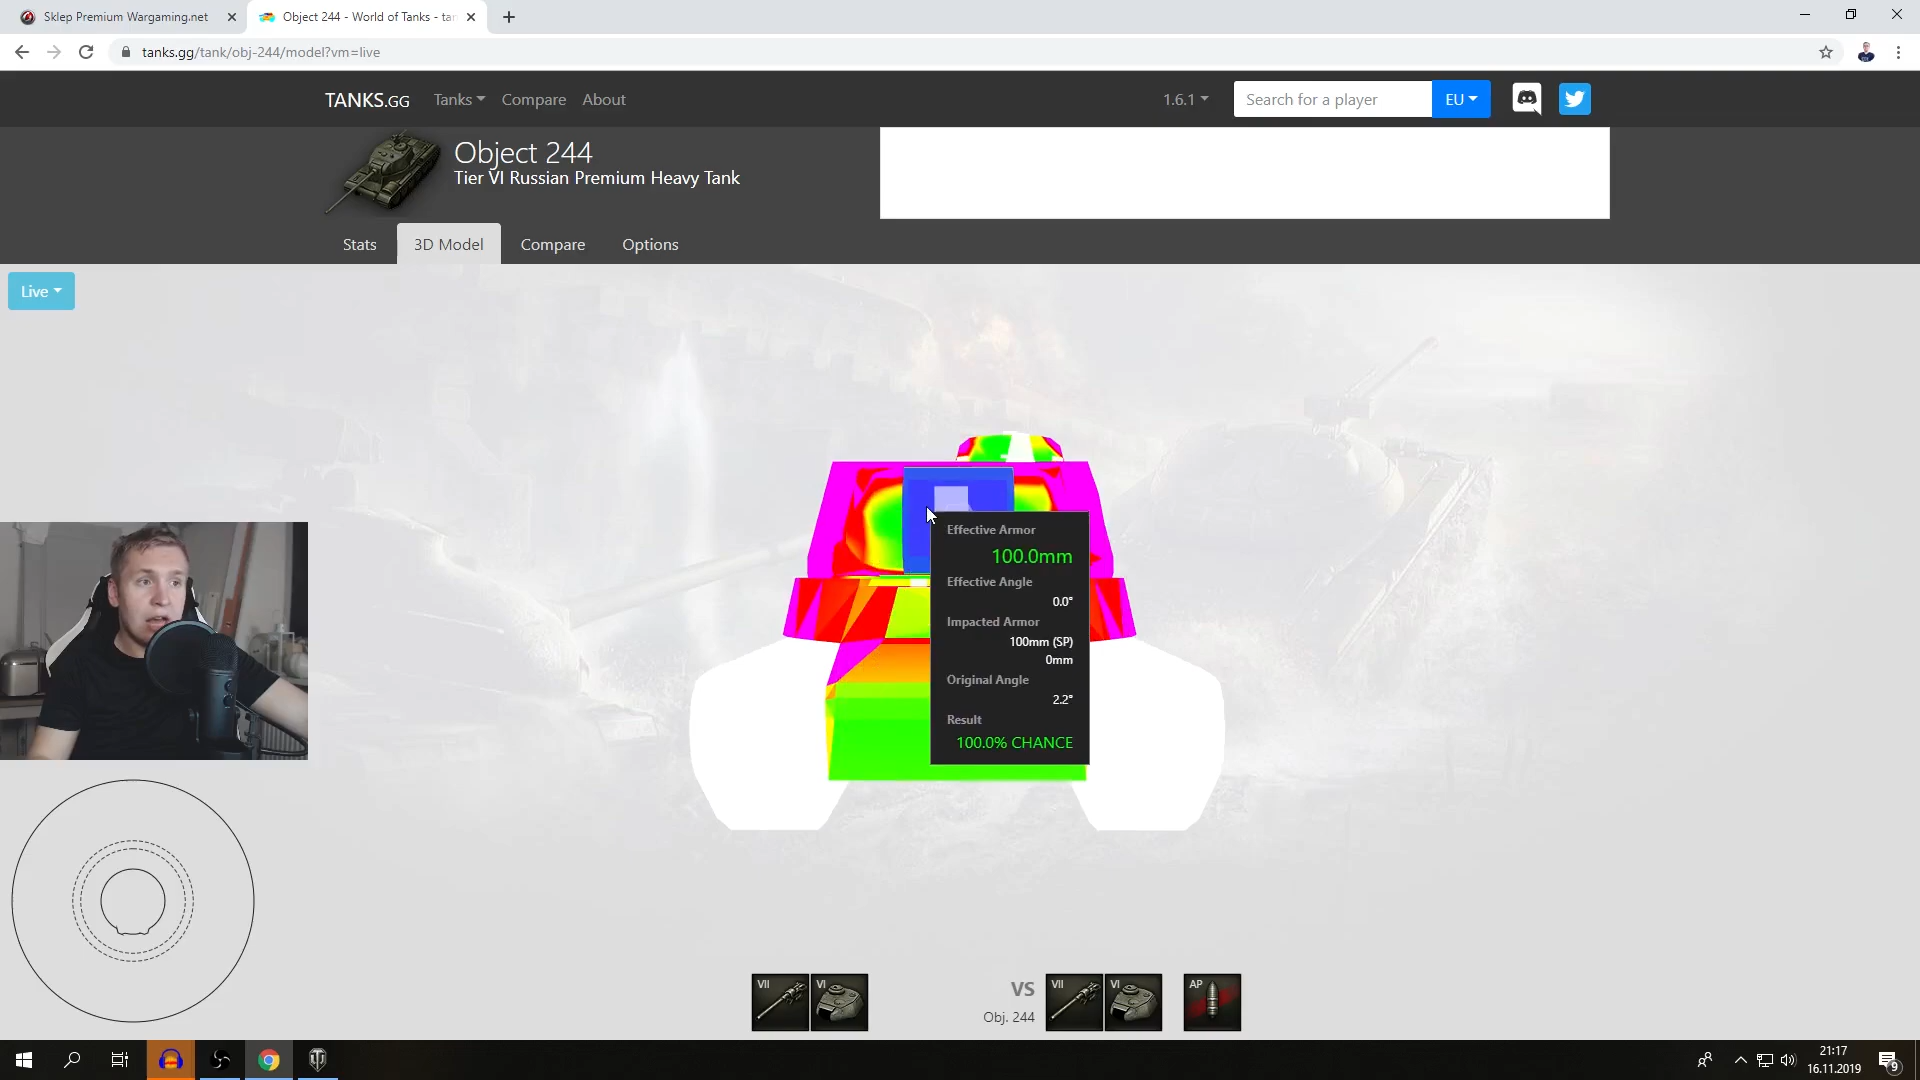 Sklep Premium Wargaming.net
Object 244 - World of Tanks - tan
tanks.gg/tank/obj-244/model?vm=live
TANKS.GG
Tanks
Compare
About
1.6.1
Search for a player
EU
Object 244
Tier VI Russian Premium Heavy Tank
Stats
3D Model
Compare
Options
Live
Effective Armor
100.0mm
Effective Angle
0.0°
Impacted Armor
100mm (SP)
0mm
Original Angle
2.2°
Result
100.0% CHANCE
VII
VI
VS
Obj. 244
VII
VI
AP
21:17
16.11.2019
9